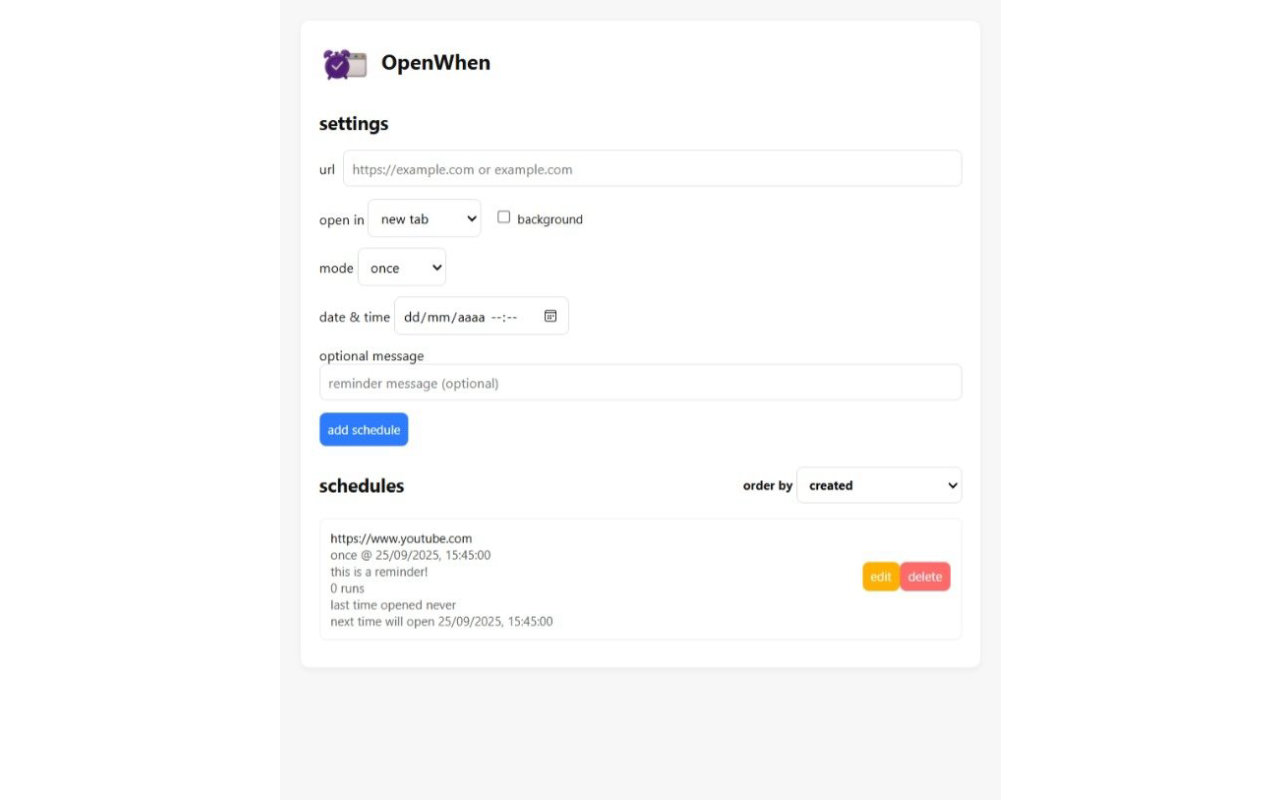 OpenWhen
settings
url https://example.com or example.com
open in new tab background
mode once
date & time dd/mm/aaaa --:--
optional message
reminder message (optional)
add schedule
schedules order by created
https://www.youtube.com
once @ 25/09/2025, 15:45:00
this is a reminder!
0 runs
last time opened never
next time will open 25/09/2025, 15:45:00
edit delete